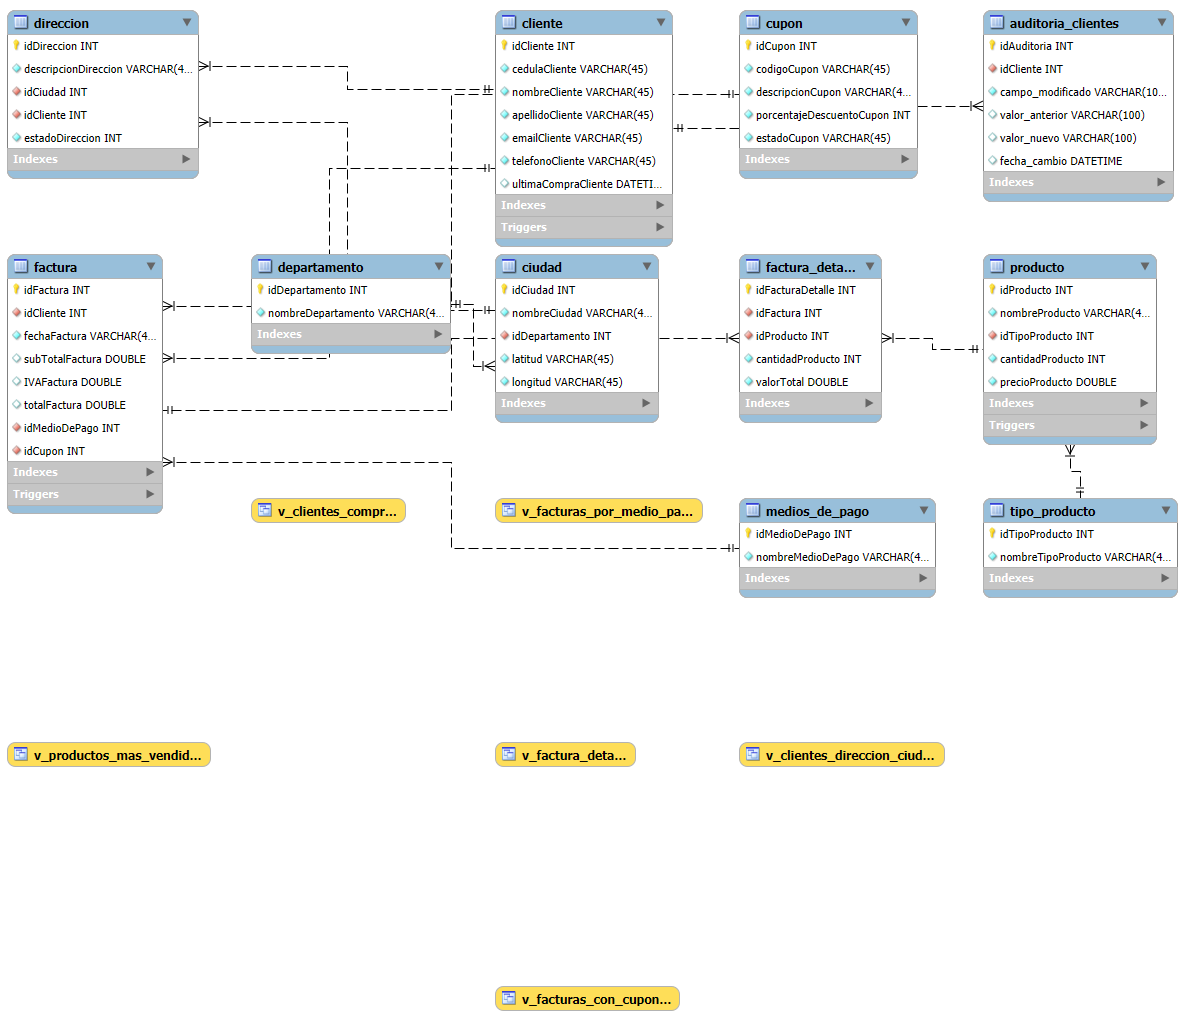 direccion
idDireccion INT
descripcionDireccion VARCHAR(4...
idCiudad INT
idCliente INT
estadoDireccion INT
Indexes
cliente
idCliente INT
cedulaCliente VARCHAR(45)
nombreCliente VARCHAR(45)
apellidoCliente VARCHAR(45)
emailCliente VARCHAR(45)
telefonoCliente VARCHAR(45)
ultimaCompraCliente DATETI...
Indexes
Triggers
cupon
idCupon INT
codigoCupon VARCHAR(45)
descripcionCupon VARCHAR(4...
porcentajeDescuentoCupon INT
estadoCupon VARCHAR(45)
Indexes
auditoria_clientes
idAuditoria INT
idCliente INT
campo_modificado VARCHAR(10...
valor_anterior VARCHAR(100)
valor_nuevo VARCHAR(100)
fecha_cambio DATETIME
Indexes
factura
idFactura INT
idCliente INT
fechaFactura VARCHAR(4...
subTotalFactura DOUBLE
IVAFactura DOUBLE
totalFactura DOUBLE
idMedioDePago INT
idCupon INT
Indexes
Triggers
departamento
idDepartamento INT
nombreDepartamento VARCHAR(4...
Indexes
ciudad
idCiudad INT
nombreCiudad VARCHAR(4...
idDepartamento INT
latitud VARCHAR(45)
longitud VARCHAR(45)
Indexes
factura_deta...
idFacturaDetalle INT
idFactura INT
idProducto INT
cantidadProducto INT
valorTotal DOUBLE
Indexes
producto
idProducto INT
nombreProducto VARCHAR(4...
idTipoProducto INT
cantidadProducto INT
precioProducto DOUBLE
Indexes
Triggers
v_clientes_compr...
v_facturas_por_medio_pa...
medios_de_pago
idMedioDePago INT
nombreMedioDePago VARCHAR(4...
Indexes
tipo_producto
idTipoProducto INT
nombreTipoProducto VARCHAR(4...
Indexes
v_productos_mas_vendid...
v_factura_deta...
v_clientes_direccion_ciud...
v_facturas_con_cupon...